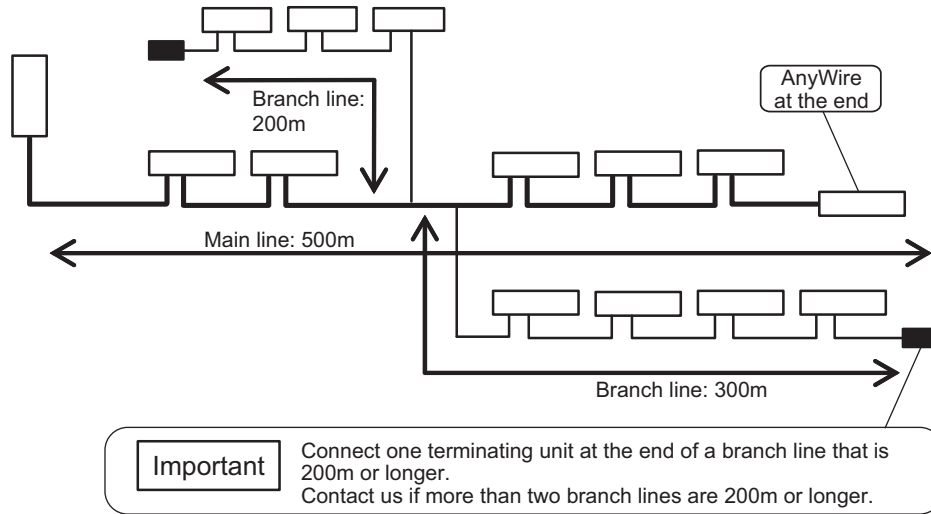 AnyWire
at the end
Branch line:
200m
Main line: 500m
Branch line: 300m
Important
Connect one terminating unit at the end of a branch line that is
200m or longer.
Contact us if more than two branch lines are 200m or longer.